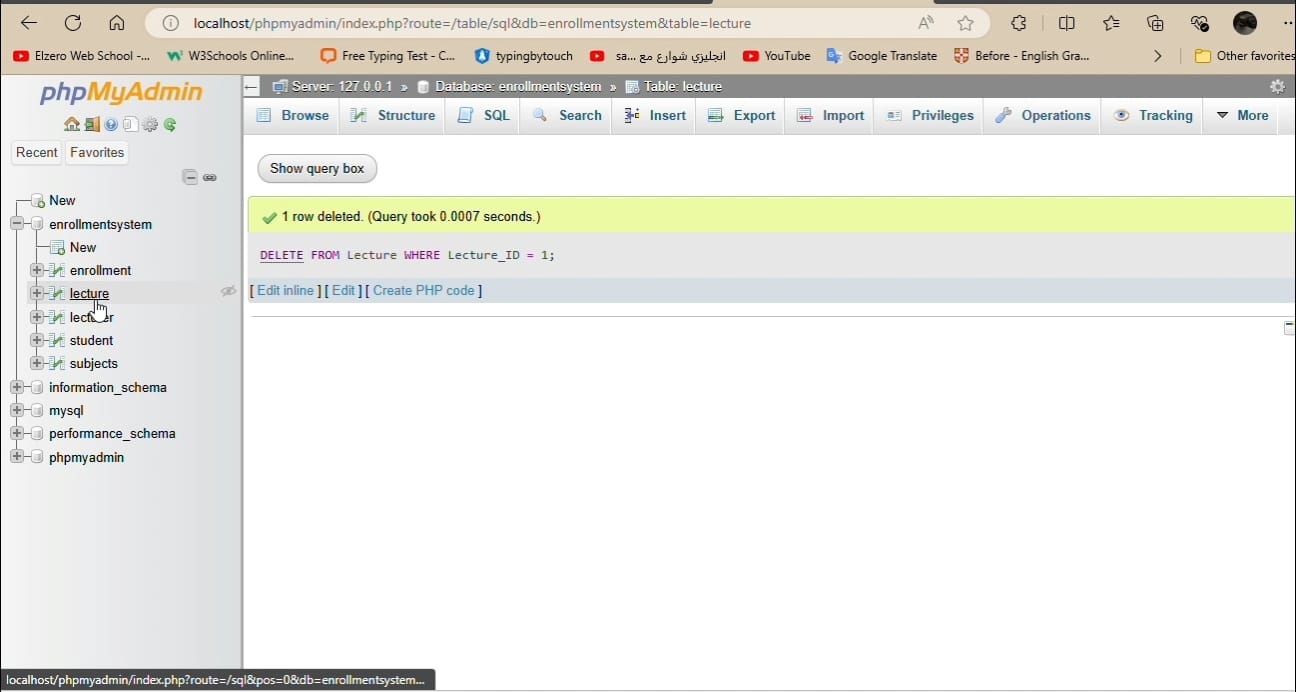 localhost/phpmyadmin/index.php?route=/table/sql&db=enrollmentsystem&table=lecture
Elzero Web School -... W3Schools Online... Free Typing Test - C... typingbytouch انجليزي شوارع مع ...sa YouTube Google Translate Before - English Gra... Other favorites
phpMyAdmin
Server: 127.0.0.1 » Database: enrollmentsystem » Table: lecture
Browse Structure SQL Search Insert Export Import Privileges Operations Tracking More
Recent Favorites
Show query box
New
1 row deleted. (Query took 0.0007 seconds.)
enrollmentsystem
New
DELETE FROM Lecture WHERE Lecture_ID = 1;
enrollment
[ Edit inline ] [ Edit ] [ Create PHP code ]
lecture
lecturer
student
subjects
information_schema
mysql
performance_schema
phpmyadmin
localhost/phpmyadmin/index.php?route=/sql&pos=0&db=enrollmentsystem...